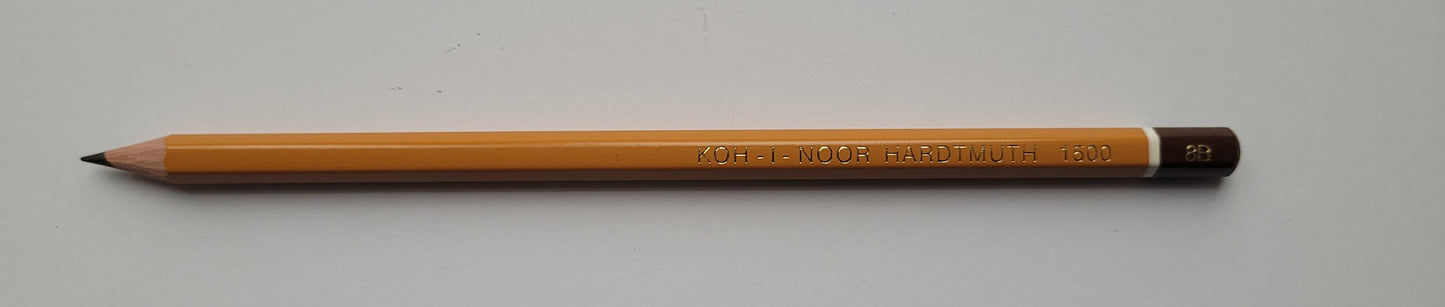 KOH-I-NOOR HARDTMUTH 1500 8B